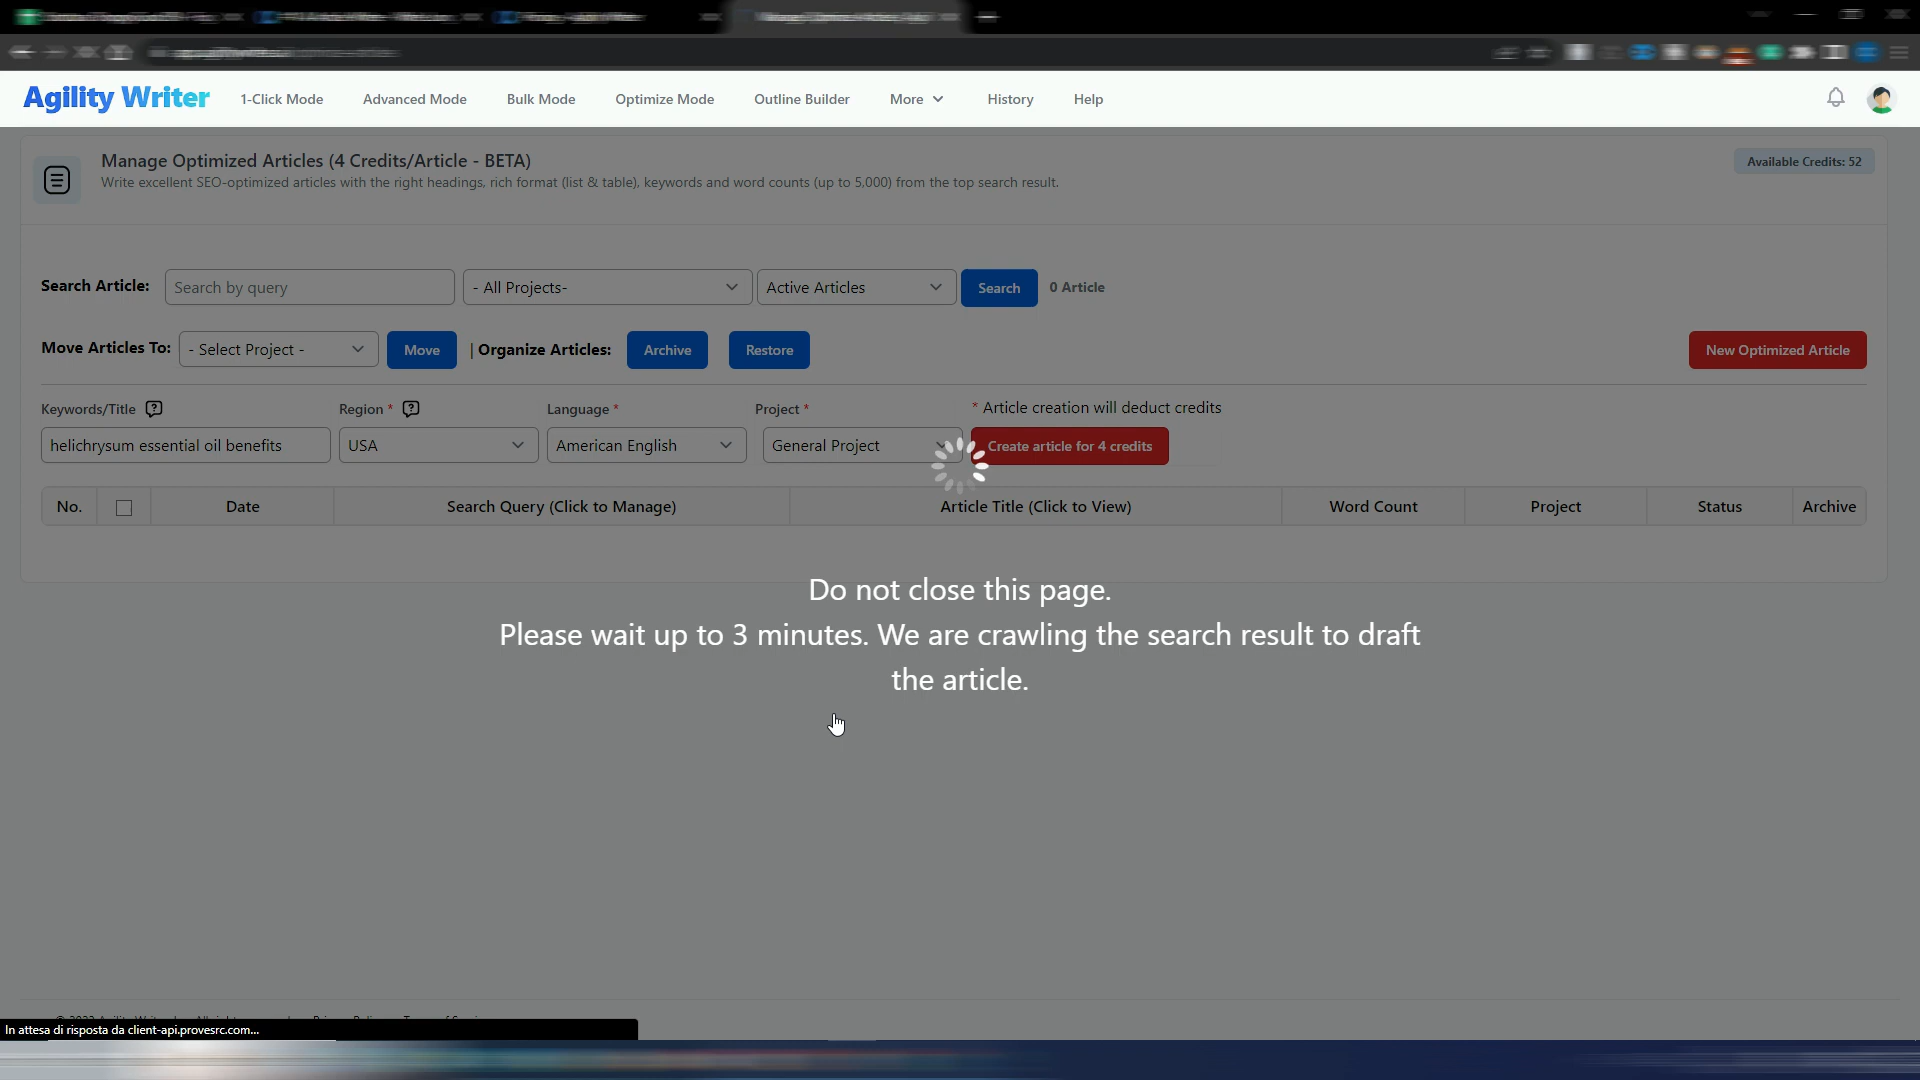 Agility Writer 1-Click Mode Advanced Mode Bulk Mode Optimize Mode Outline Builder More History Help
Manage Optimized Articles (4 Credits/Article - BETA)
Available Credits: 52
Write excellent SEO-optimized articles with the right headings, rich format (list & table), keywords and word counts (up to 5,000) from the top search result.
Search Article: Search by query - All Projects- Active Articles Search 0 Article
Move Articles To: - Select Project - Move | Organize Articles: Archive Restore New Optimized Article
Keywords/Title Region * Language * Project * * Article creation will deduct credits
helichrysum essential oil benefits USA American English General Project Create article for 4 credits
No. Date Search Query (Click to Manage) Article Title (Click to View) Word Count Project Status Archive
Do not close this page.
Please wait up to 3 minutes. We are crawling the search result to draft
the article.
In attesa di risposta da client-api.provesrc.com...